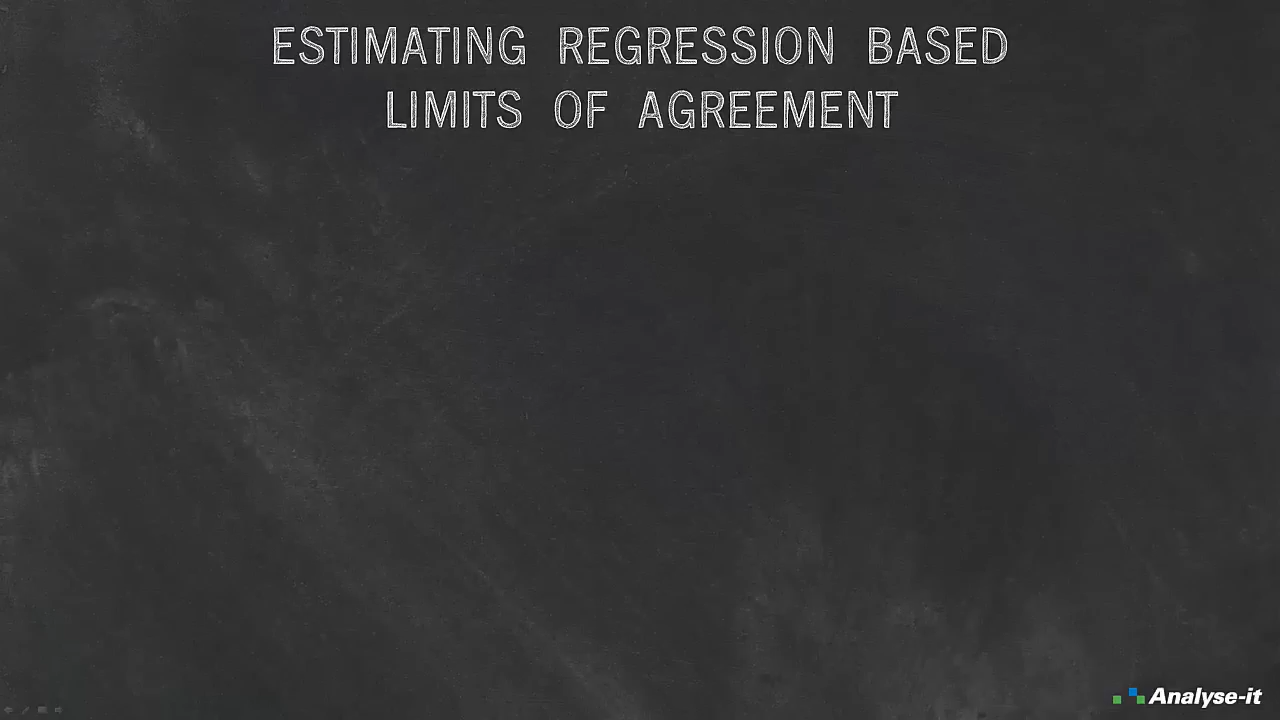 ESTIMATING REGRESSION BASED
LIMITS OF AGREEMENT
Analyse-it